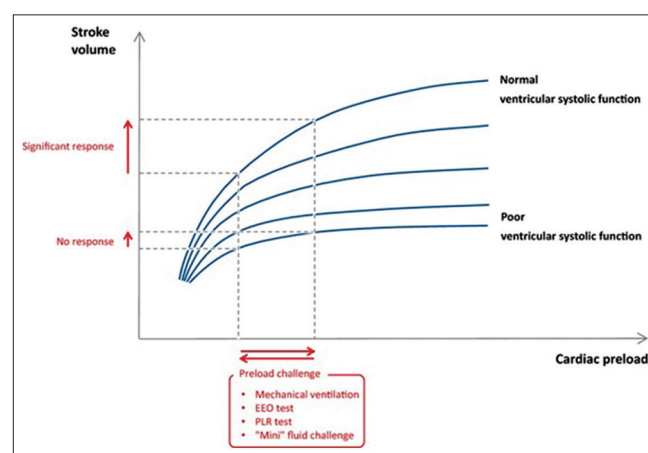 Stroke
volume
Normal
ventricular systolic function
Significant response
No response
Poor
ventricular systolic function
Cardiac preload
Preload challenge
• Mechanical ventilation
• EEO test
• PLR test
• "Mini" fluid challenge